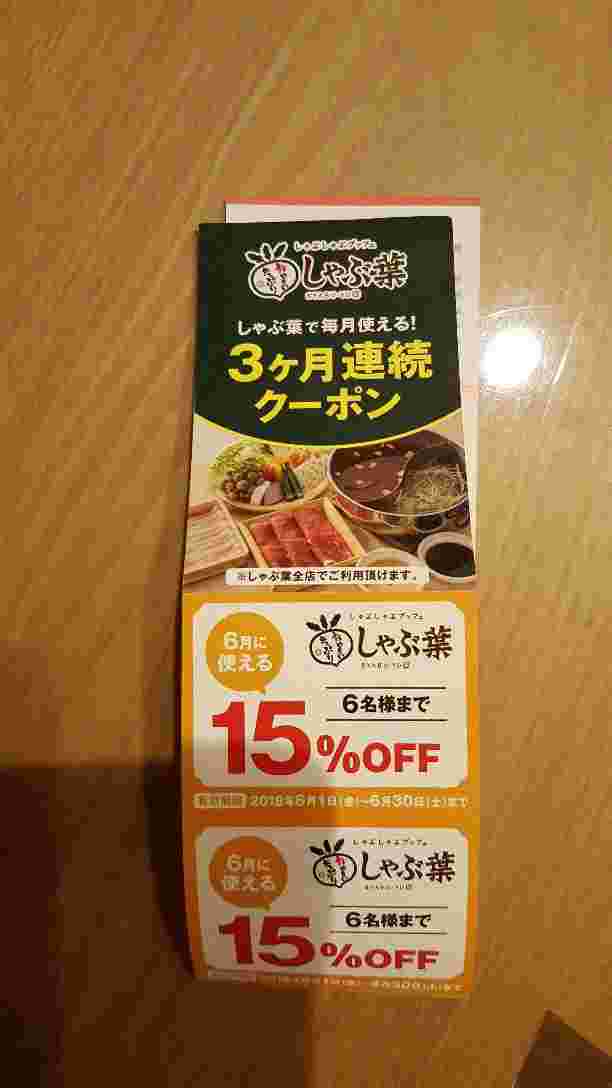 しゃぶしゃぶブッフェ
しゃぶ葉
しゃぶ葉で毎月使える!
3ヶ月連続
クーポン
※しゃぶ葉全店でご利用頂けます。
6月に
使える
しゃぶしゃぶブッフェ
しゃぶ葉
6名様まで
15%OFF
有効期限 2018年6月1日(金)~6月30日(土)まで
6月に
使える
しゃぶしゃぶブッフェ
しゃぶ葉
6名様まで
15%OFF